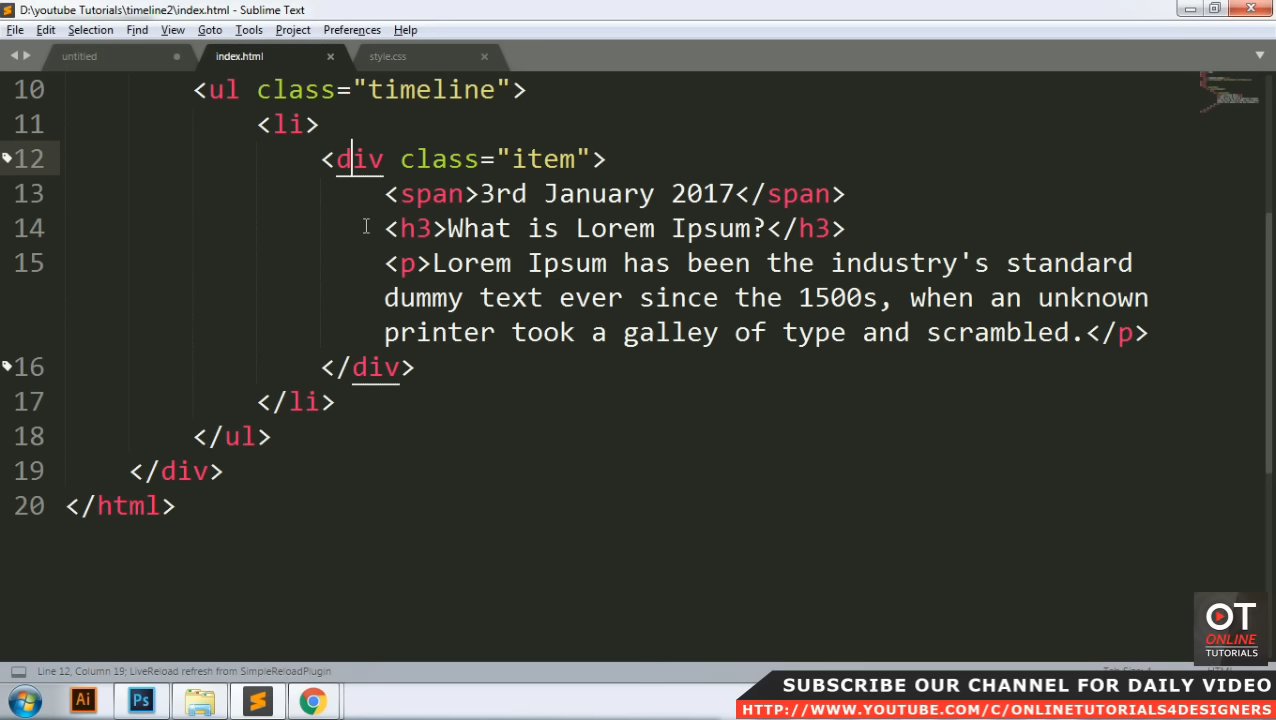 D:\youtube Tutorials\timeline2\index.html - Sublime Text
File Edit Selection Find View Goto Tools Project Preferences Help
untitled index.html × style.css ×
10 <ul class="timeline">
11 <li>
12 <div class="item">
13 <span>3rd January 2017</span>
14 <h3>What is Lorem Ipsum?</h3>
15 <p>Lorem Ipsum has been the industry's standard
dummy text ever since the 1500s, when an unknown
printer took a galley of type and scrambled.</p>
16 </div>
17 </li>
18 </ul>
19 </div>
20 </html>
OT
ONLINE
TUTORIALS
Line 12, Column 19; LiveReload refresh from SimpleReloadPlugin
Ai Ps
SUBSCRIBE OUR CHANNEL FOR DAILY VIDEO
HTTP://WWW.YOUTUBE.COM/C/ONLINETUTORIALS4DESIGNERS